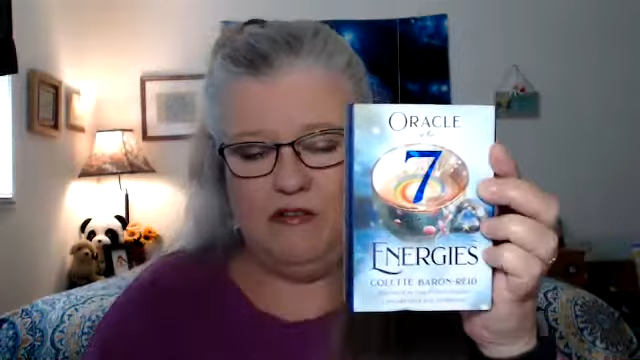 ORACLE
of the
7
ENERGIES
COLETTE BARON-REID